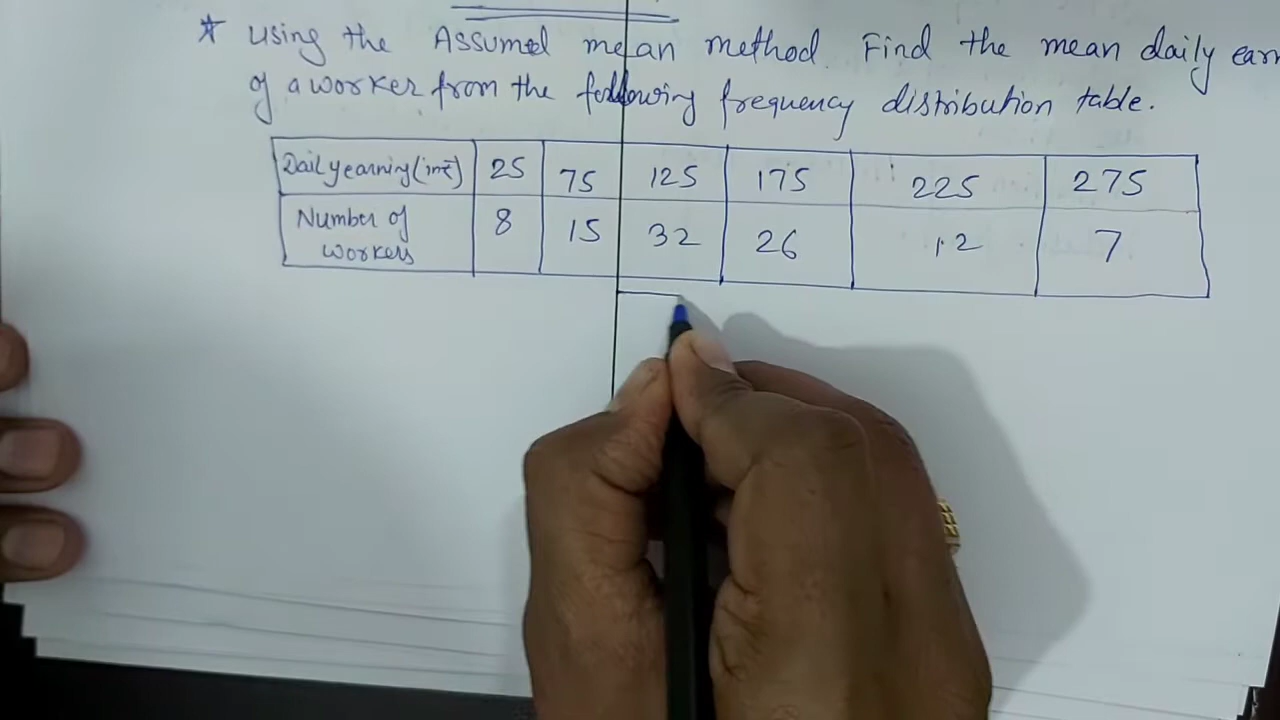 * Using the Assumed mean method. Find the mean daily earn
of a worker from the following frequency distribution table.
Daily earning (in ₹) 25 75 125 175 225 275
Number of workers 8 15 32 26 12 7